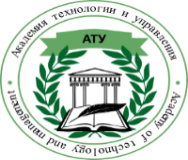 Академия технологии и управления
АТУ
Academy of technology and management